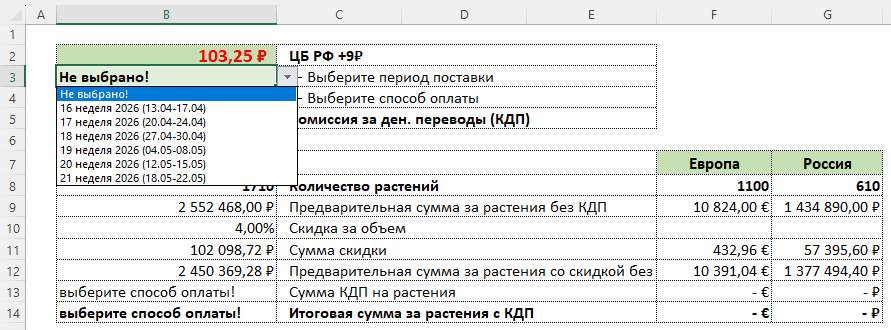 A B C D E F G
1
2 103,25 ₽ ЦБ РФ +9₽
3 Не выбрано! - Выберите период поставки
Не выбрано!
4 16 неделя 2026 (13.04-17.04) - Выберите способ оплаты
17 неделя 2026 (20.04-24.04)
5 18 неделя 2026 (27.04-30.04) омиссия за ден. переводы (КДП)
6 19 неделя 2026 (04.05-08.05)
7 20 неделя 2026 (12.05-15.05) Европа Россия
21 неделя 2026 (18.05-22.05)
8 1710 Количество растений 1100 610
9 2 552 468,00 ₽ Предварительная сумма за растения без КДП 10 824,00 € 1 434 890,00 ₽
10 4,00% Скидка за объем
11 102 098,72 ₽ Сумма скидки 432,96 € 57 395,60 ₽
12 2 450 369,28 ₽ Предварительная сумма за растения со скидкой без 10 391,04 € 1 377 494,40 ₽
13 выберите способ оплаты! Сумма КДП на растения - € - ₽
14 выберите способ оплаты! Итоговая сумма за растения с КДП - € - ₽